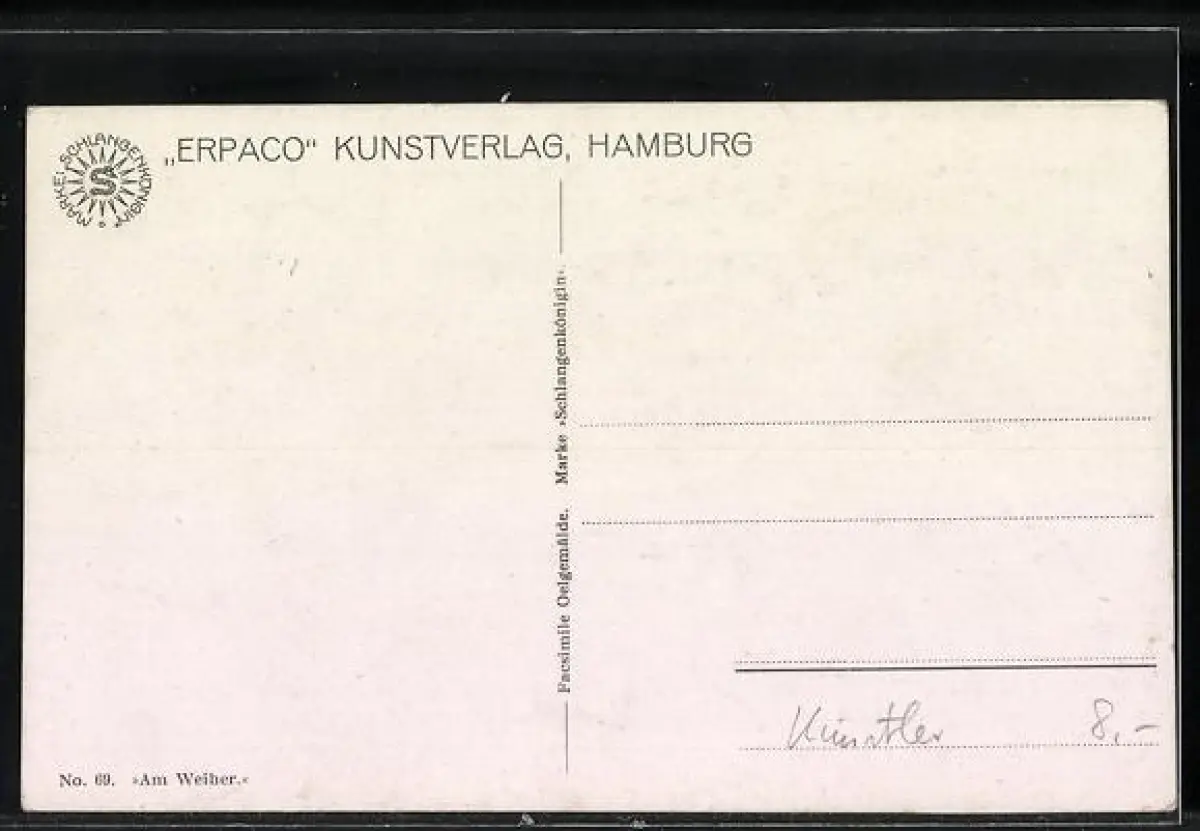 MARKE: „SCHLANGENKÖNIGIN"
„ERPACO“ KUNSTVERLAG, HAMBURG
Facsimile Oelgemälde. Marke »Schlangenkönigin«.
Künstler 8.-
No. 69. »Am Weiher.«